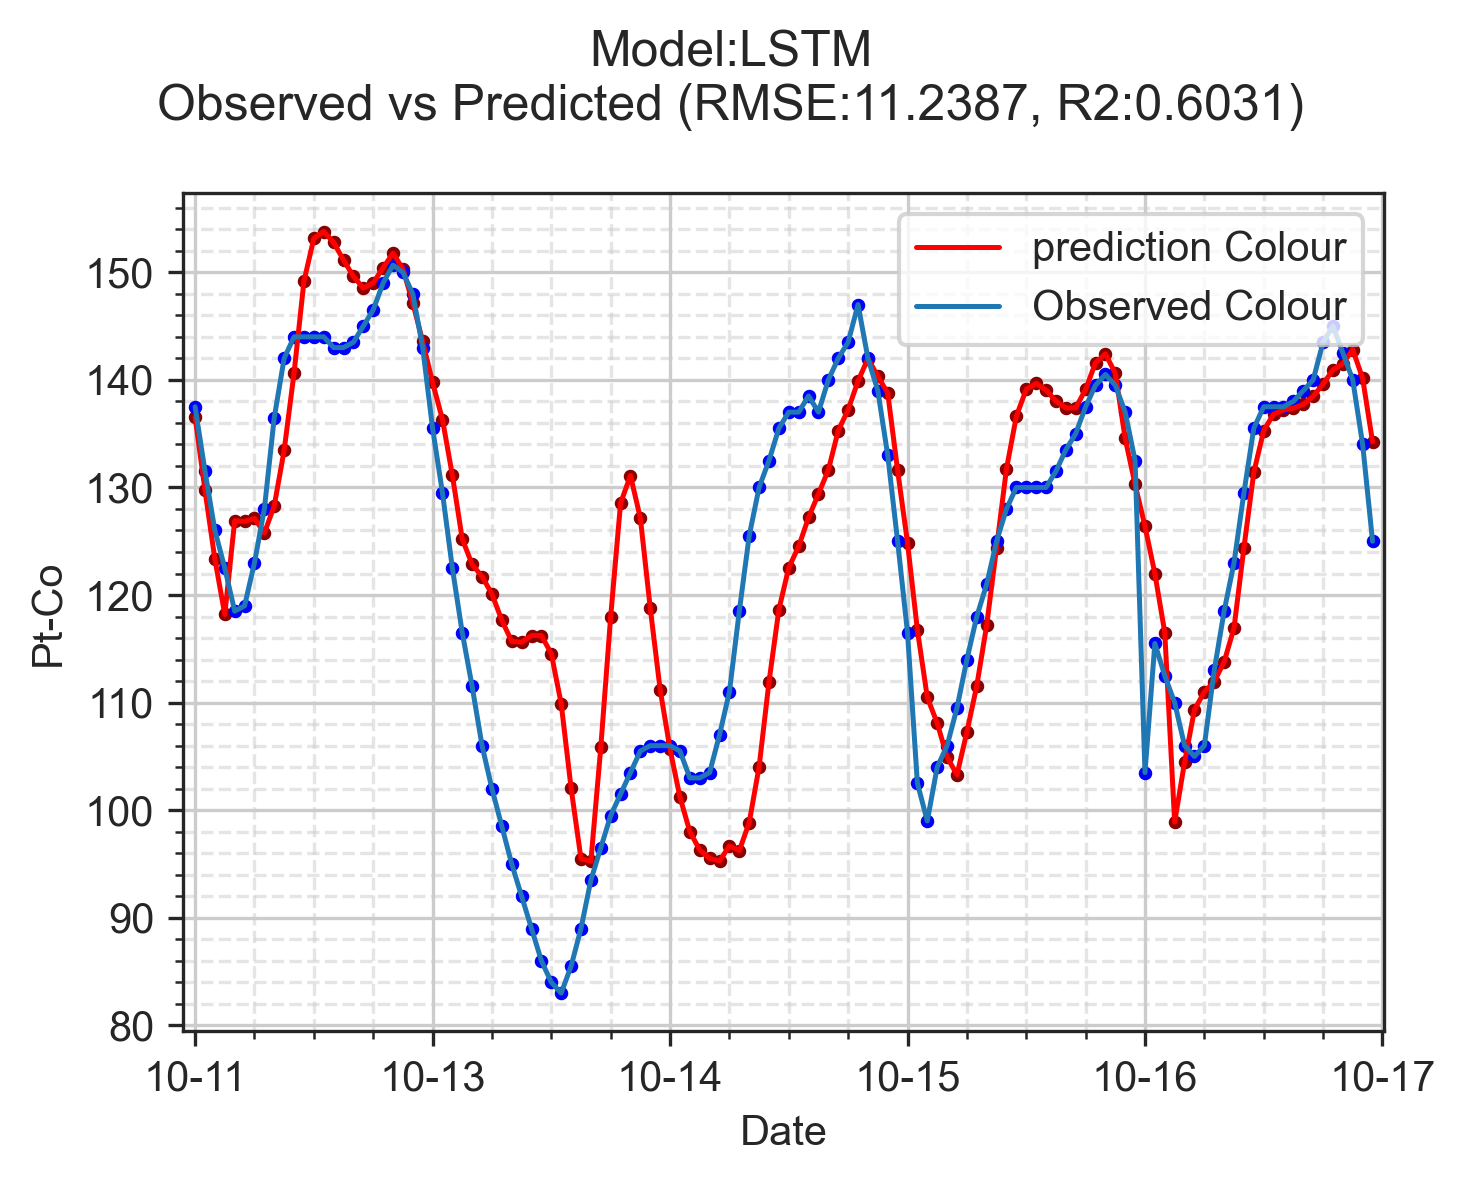 Model:LSTM
Observed vs Predicted (RMSE:11.2387, R2:0.6031)
prediction Colour
Observed Colour
150
140
130
120
110
100
90
80
Pt-Co
10-11 10-13 10-14 10-15 10-16 10-17
Date